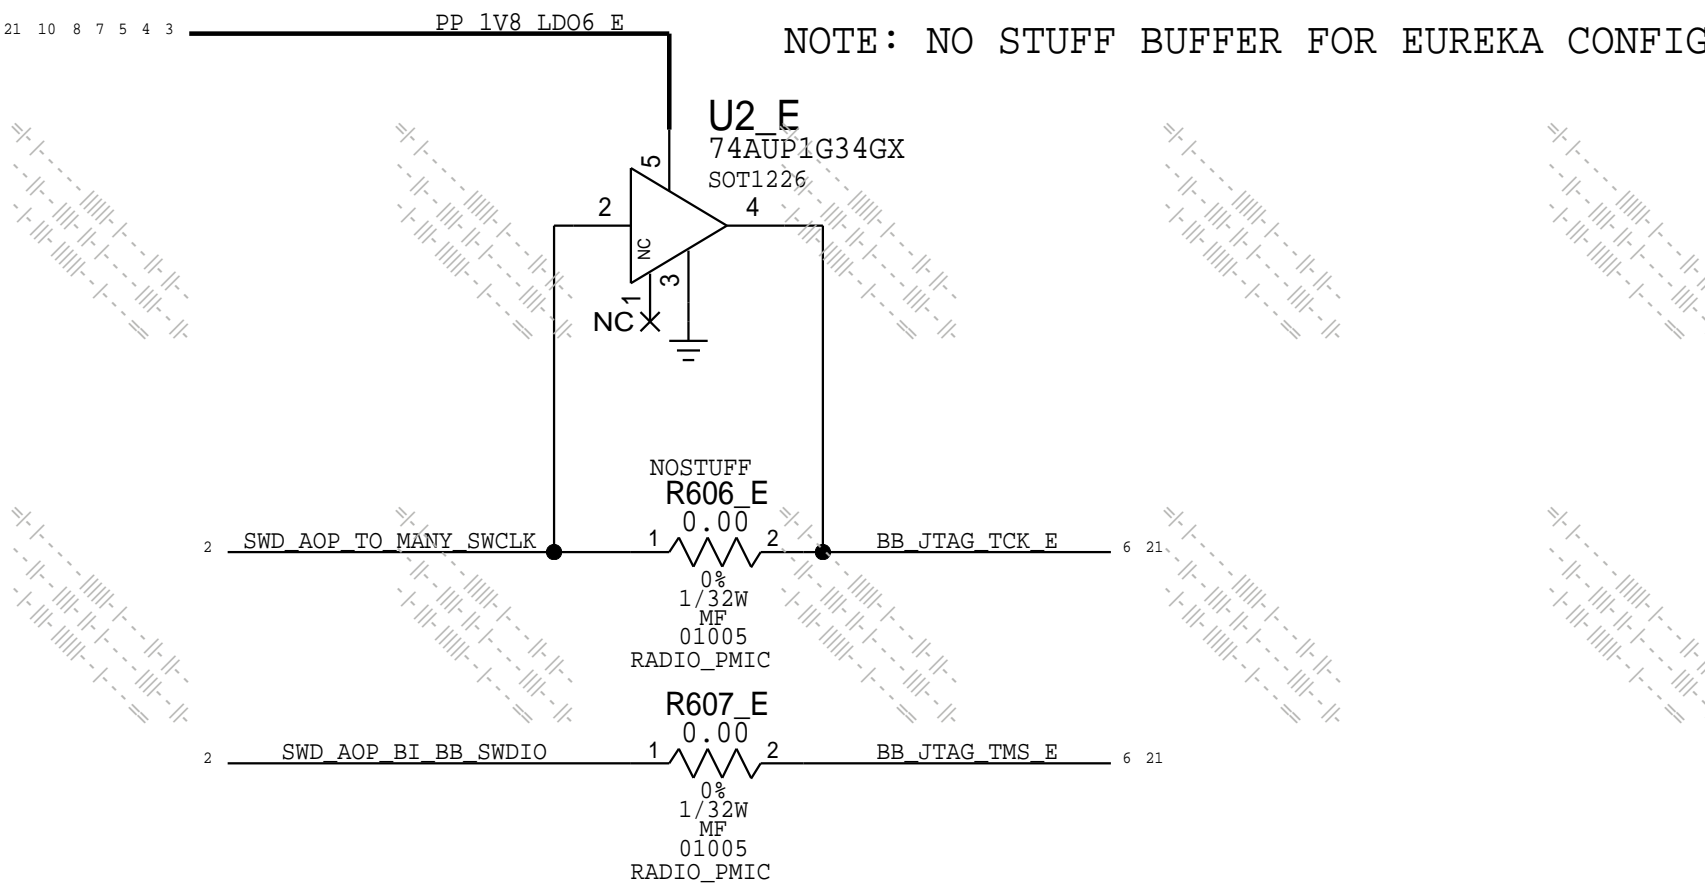 21 10 8 7 5 4 3 PP_1V8_LDO6_E
NOTE: NO STUFF BUFFER FOR EUREKA CONFIG
U2_E
74AUP1G34GX
SOT1226
5
2
4
NC
1
3
NC
NOSTUFF
R606_E
0.00
2 SWD_AOP_TO_MANY_SWCLK 1 2 BB_JTAG_TCK_E 6 21
0%
1/32W
MF
01005
RADIO_PMIC
R607_E
0.00
2 SWD_AOP_BI_BB_SWDIO 1 2 BB_JTAG_TMS_E 6 21
0%
1/32W
MF
01005
RADIO_PMIC